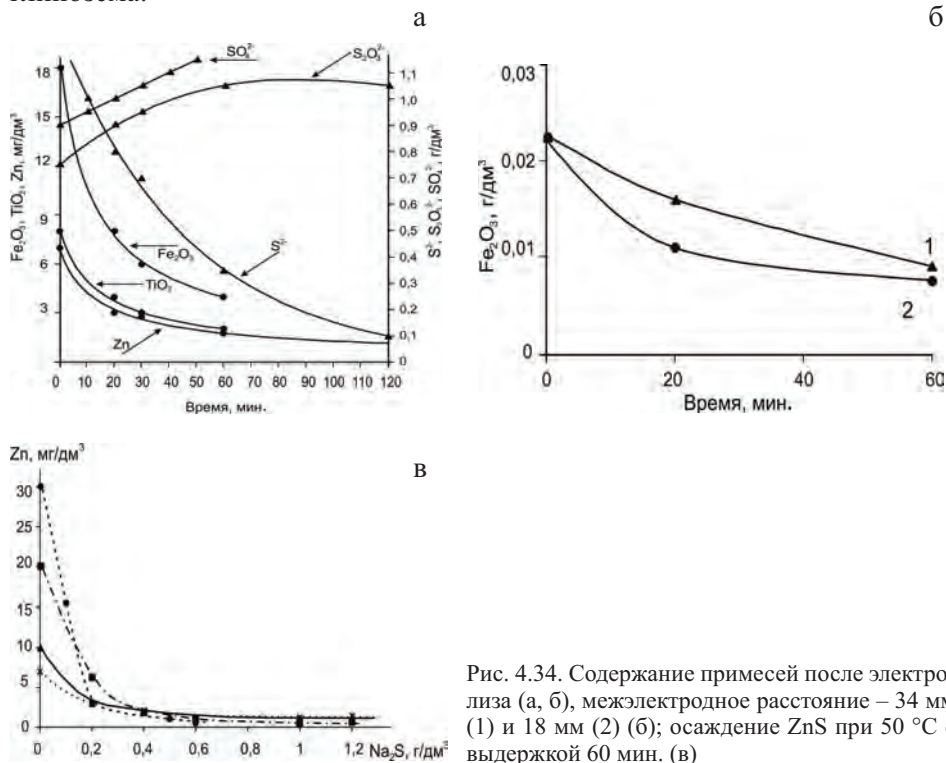 а
SO₄²⁻
S₂O₃²⁻
Fe₂O₃, TiO₂, Zn, мг/дм³
18
15
12
9
6
3
Fe₂O₃
TiO₂
Zn
S²⁻
S²⁻, S₂O₃²⁻, SO₄²⁻, г/дм³
1,1
1,0
0,9
0,8
0,7
0,6
0,5
0,4
0,3
0,2
0,1
0
0 10 20 30 40 50 60 70 80 90 100 120
Время, мин.
б
Fe₂O₃, г/дм³
0,03
0,02
0,01
0
1
2
0 20 40 60
Время, мин.
в
Zn, мг/дм³
30
25
20
15
10
5
0
0 0,2 0,4 0,6 0,8 1 1,2 Na₂S, г/дм³
Рис. 4.34. Содержание примесей после электро-
лиза (а, б), межэлектродное расстояние – 34 мм
(1) и 18 мм (2) (б); осаждение ZnS при 50 °С
выдержкой 60 мин. (в)